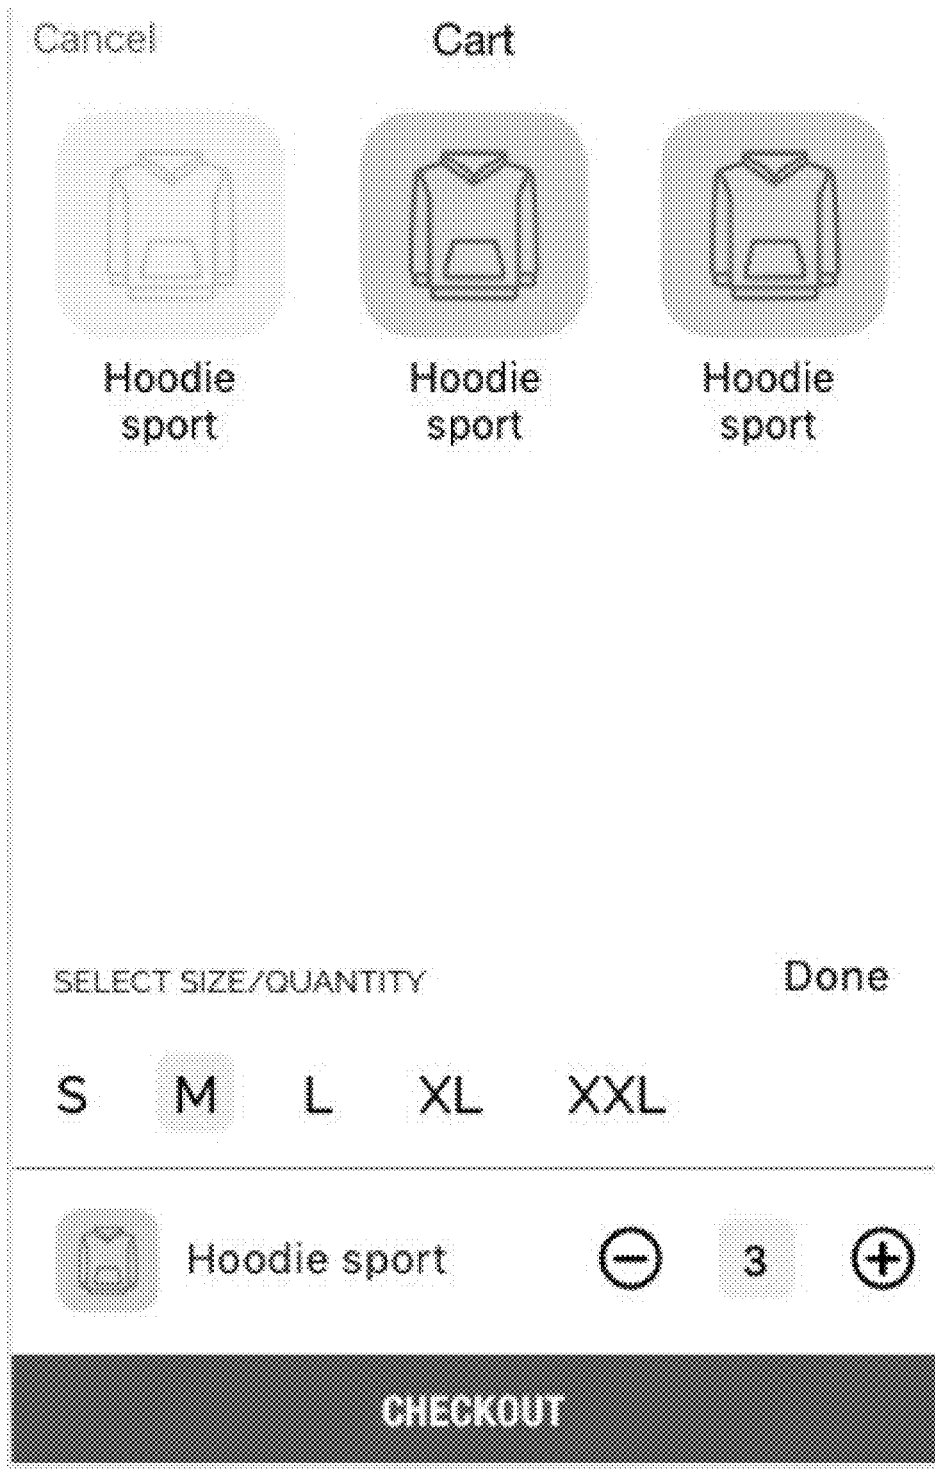 Cancel Cart
Hoodie sport
Hoodie sport
Hoodie sport
SELECT SIZE/QUANTITY Done
S M L XL XXL
Hoodie sport 3
CHECKOUT